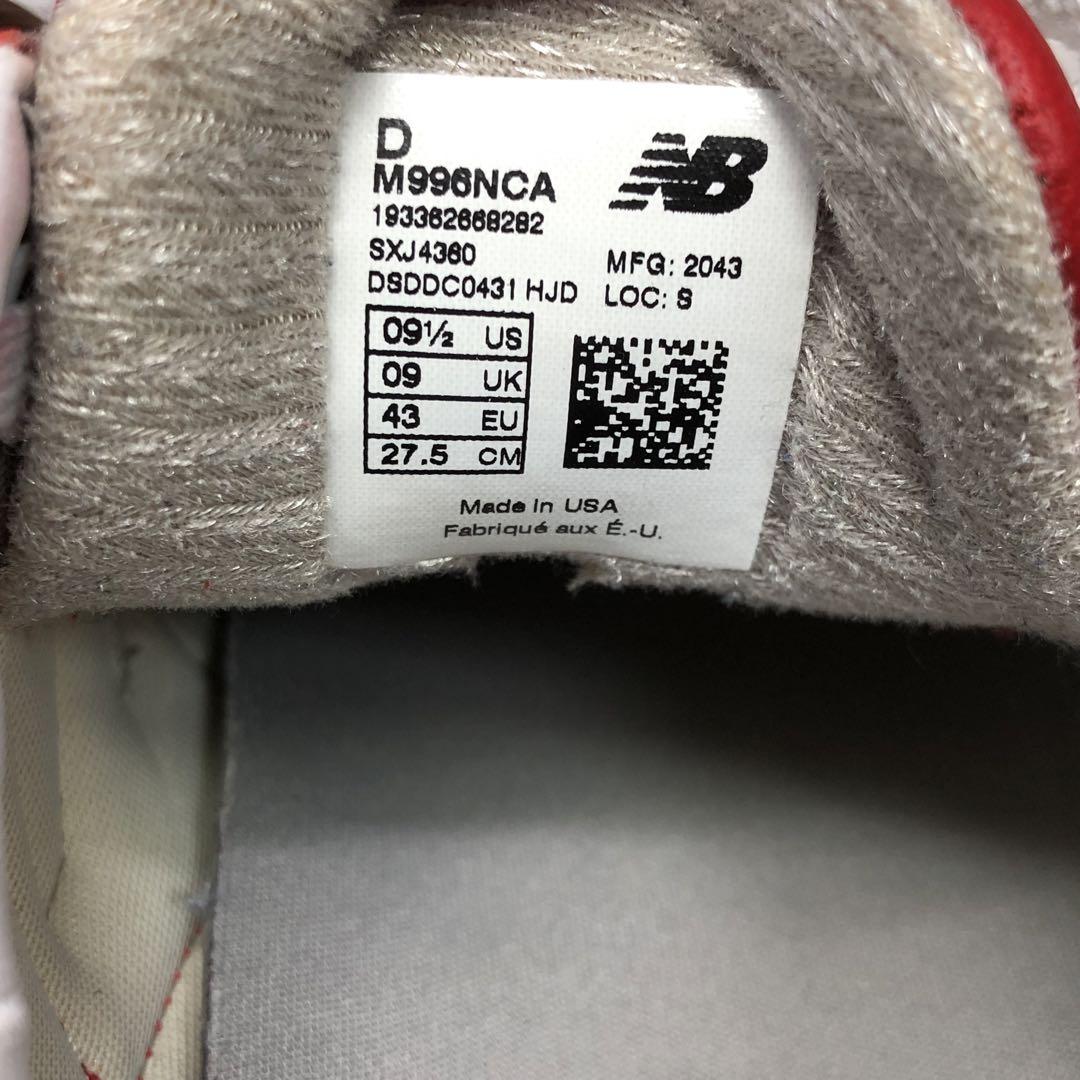 D
M996NCA
NB
193362668282
SXJ4360
MFG: 2043
DSDDC0431 HJD
LOC: S
09½ US
09 UK
43 EU
27.5 CM
Made in USA
Fabriqué aux É.-U.